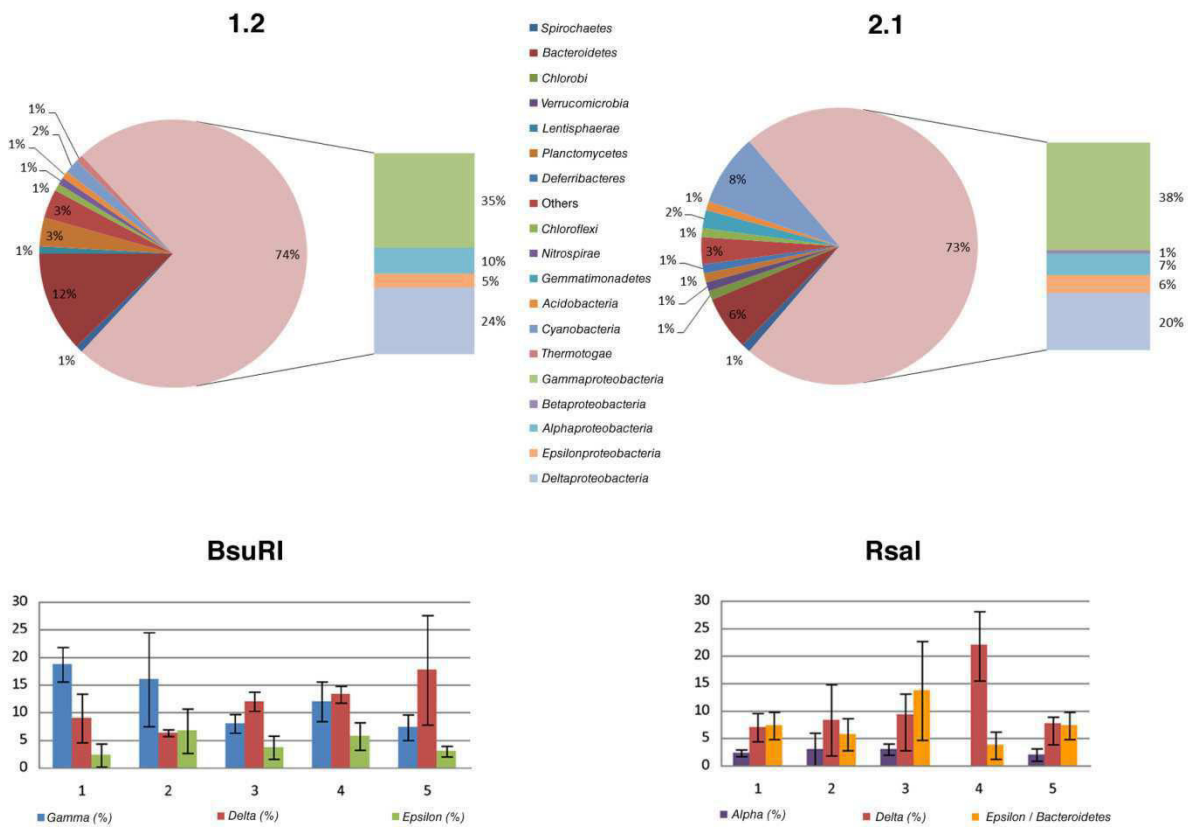 1.2
2.1
Spirochaetes
Bacteroidetes
Chlorobi
Verrucomicrobia
Lentisphaerae
Planctomycetes
Deferribacteres
Others
Chloroflexi
Nitrospirae
Gemmatimonadetes
Acidobacteria
Cyanobacteria
Thermotogae
Gammaproteobacteria
Betaproteobacteria
Alphaproteobacteria
Epsilonproteobacteria
Deltaproteobacteria
1%
2%
1%
1%
1%
3%
3%
1%
12%
1%
74%
35%
10%
5%
24%
8%
1%
2%
1%
3%
1%
1%
1%
1%
6%
1%
73%
38%
1%
7%
6%
20%
BsuRI
30
25
20
15
10
5
0
1 2 3 4 5
Gamma (%) Delta (%) Epsilon (%)
RsaI
30
25
20
15
10
5
0
1 2 3 4 5
Alpha (%) Delta (%) Epsilon / Bacteroidetes